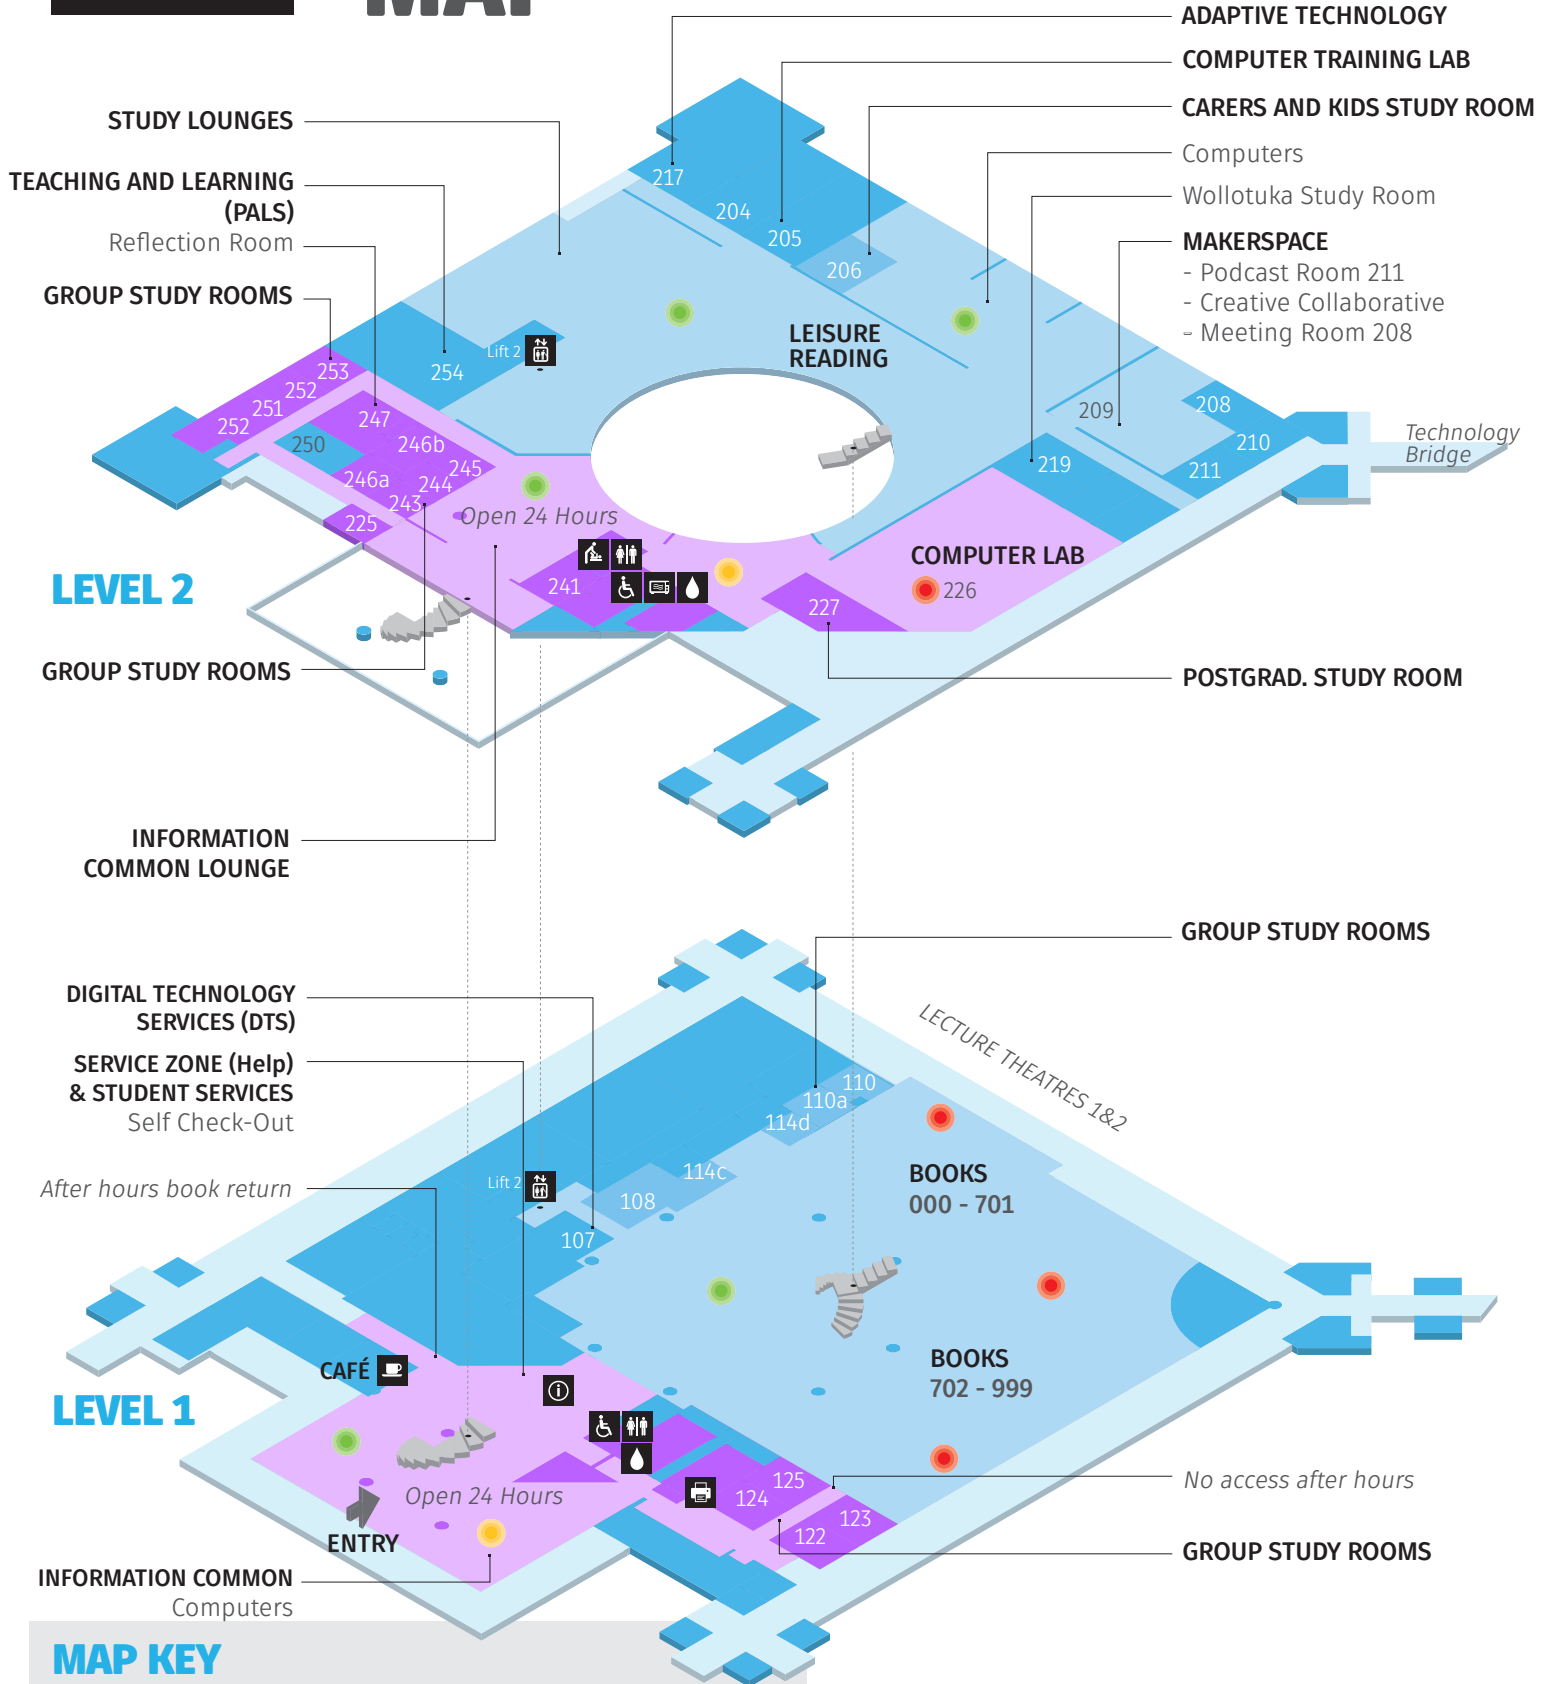 ADAPTIVE TECHNOLOGY
COMPUTER TRAINING LAB
CARERS AND KIDS STUDY ROOM
Computers
Wollotuka Study Room
MAKERSPACE
- Podcast Room 211
- Creative Collaborative
- Meeting Room 208
STUDY LOUNGES
TEACHING AND LEARNING
(PALS)
Reflection Room
GROUP STUDY ROOMS
217
204
205
206
LEISURE
READING
Lift 2
254
253
252
251
252
247
250
246b
245
246a
244
243
225
Open 24 Hours
241
209
208
210
211
219
Technology
Bridge
COMPUTER LAB
226
227
LEVEL 2
GROUP STUDY ROOMS
POSTGRAD. STUDY ROOM
INFORMATION
COMMON LOUNGE
GROUP STUDY ROOMS
DIGITAL TECHNOLOGY
SERVICES (DTS)
SERVICE ZONE (Help)
& STUDENT SERVICES
Self Check-Out
After hours book return
LECTURE THEATRES 1&2
110
110a
114d
114c
108
Lift 2
107
BOOKS
000 - 701
BOOKS
702 - 999
CAFÉ
LEVEL 1
Open 24 Hours
ENTRY
125
124
123
122
No access after hours
GROUP STUDY ROOMS
INFORMATION COMMON
Computers
MAP KEY